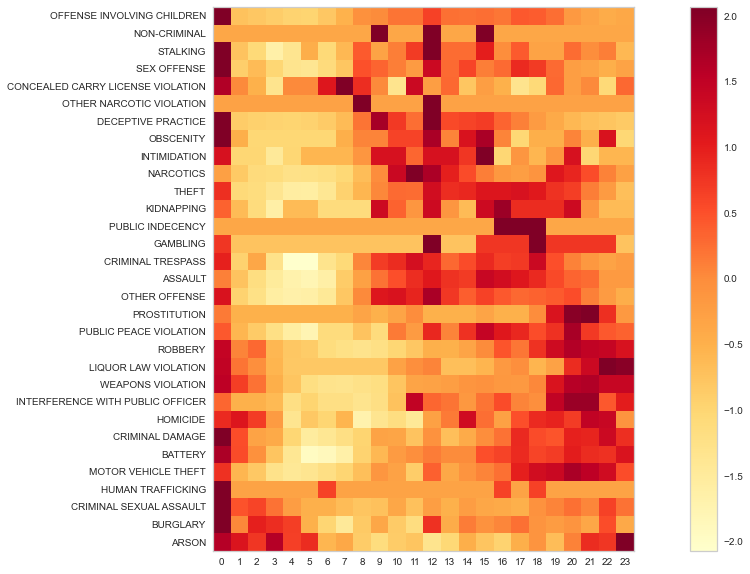 OFFENSE INVOLVING CHILDREN
NON-CRIMINAL
STALKING
SEX OFFENSE
CONCEALED CARRY LICENSE VIOLATION
OTHER NARCOTIC VIOLATION
DECEPTIVE PRACTICE
OBSCENITY
INTIMIDATION
NARCOTICS
THEFT
KIDNAPPING
PUBLIC INDECENCY
GAMBLING
CRIMINAL TRESPASS
ASSAULT
OTHER OFFENSE
PROSTITUTION
PUBLIC PEACE VIOLATION
ROBBERY
LIQUOR LAW VIOLATION
WEAPONS VIOLATION
INTERFERENCE WITH PUBLIC OFFICER
HOMICIDE
CRIMINAL DAMAGE
BATTERY
MOTOR VEHICLE THEFT
HUMAN TRAFFICKING
CRIMINAL SEXUAL ASSAULT
BURGLARY
ARSON
0 1 2 3 4 5 6 7 8 9 10 11 12 13 14 15 16 17 18 19 20 21 22 23
2.0
1.5
1.0
0.5
0.0
−0.5
−1.0
−1.5
−2.0